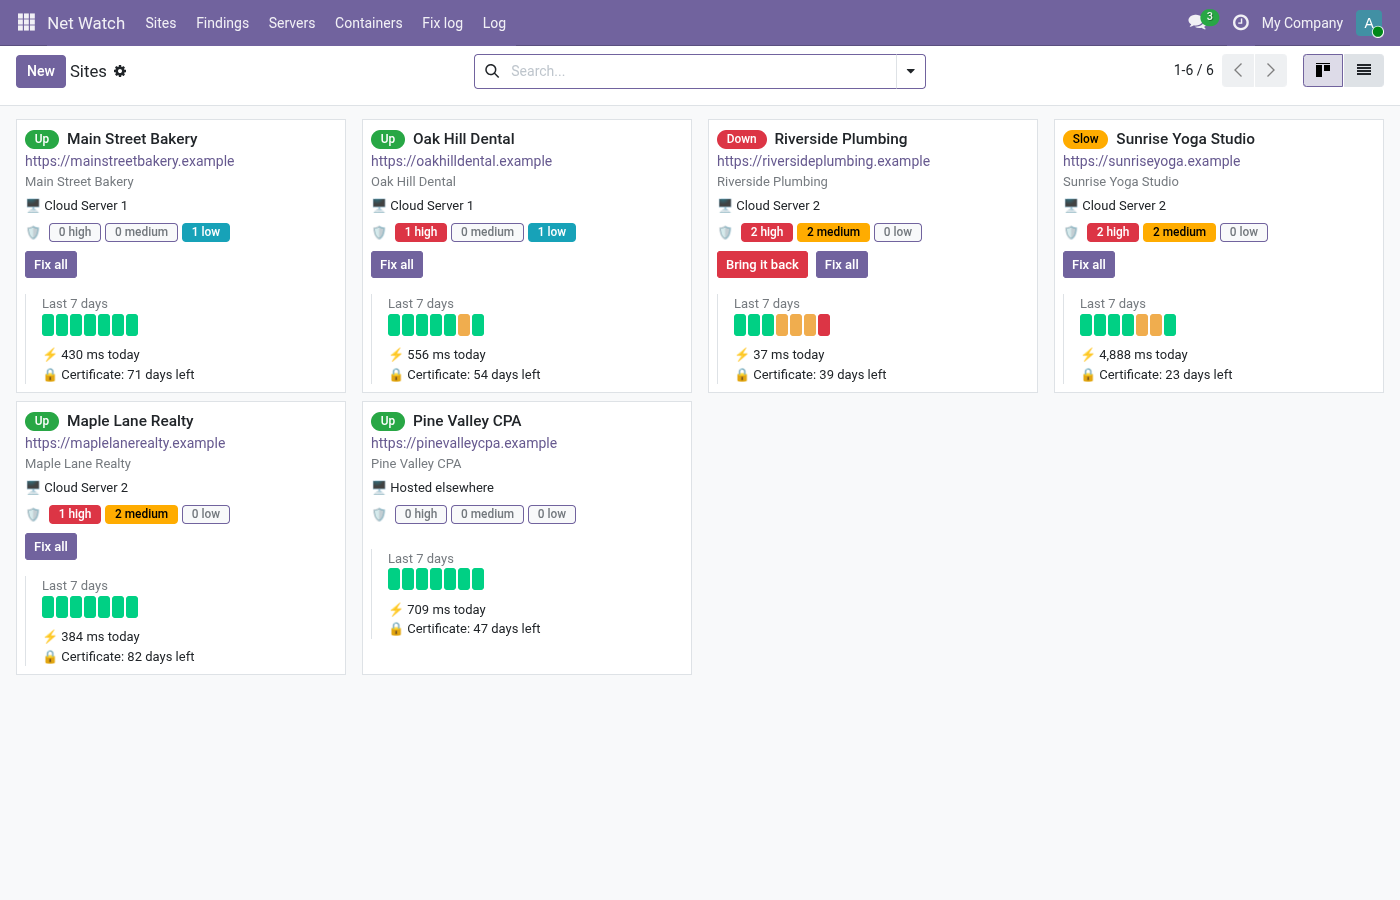 Net Watch Sites Findings Servers Containers Fix log Log 3 My Company A
New Sites Search... 1-6 / 6
Up Main Street Bakery
https://mainstreetbakery.example
Main Street Bakery
Cloud Server 1
0 high 0 medium 1 low
Fix all
Last 7 days
430 ms today
Certificate: 71 days left
Up Oak Hill Dental
https://oakhilldental.example
Oak Hill Dental
Cloud Server 1
1 high 0 medium 1 low
Fix all
Last 7 days
556 ms today
Certificate: 54 days left
Down Riverside Plumbing
https://riversideplumbing.example
Riverside Plumbing
Cloud Server 2
2 high 2 medium 0 low
Bring it back Fix all
Last 7 days
37 ms today
Certificate: 39 days left
Slow Sunrise Yoga Studio
https://sunriseyoga.example
Sunrise Yoga Studio
Cloud Server 2
2 high 2 medium 0 low
Fix all
Last 7 days
4,888 ms today
Certificate: 23 days left
Up Maple Lane Realty
https://maplelanerealty.example
Maple Lane Realty
Cloud Server 2
1 high 2 medium 0 low
Fix all
Last 7 days
384 ms today
Certificate: 82 days left
Up Pine Valley CPA
https://pinevalleycpa.example
Pine Valley CPA
Hosted elsewhere
0 high 0 medium 0 low
Last 7 days
709 ms today
Certificate: 47 days left